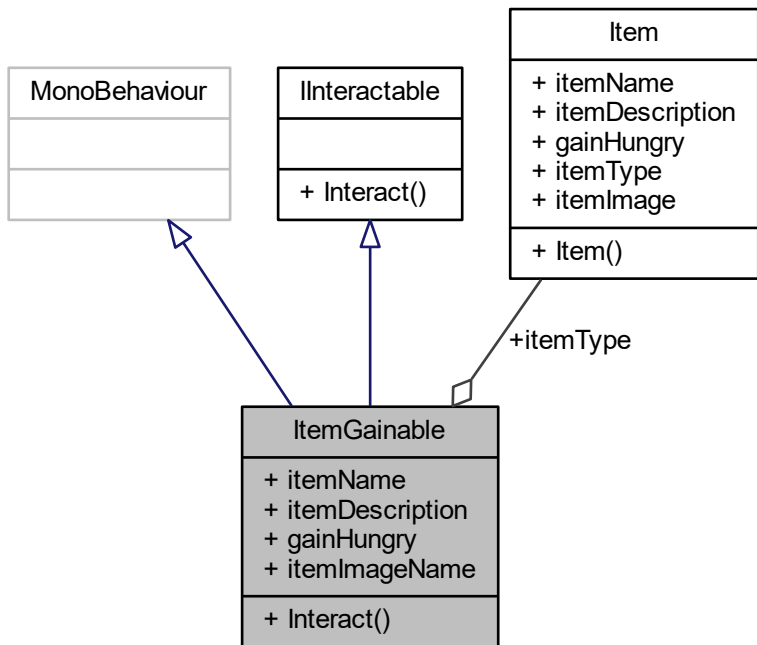 Item
+ itemName
+ itemDescription
+ gainHungry
+ itemType
+ itemImage
+ Item()
MonoBehaviour
IInteractable
+ Interact()
+itemType
ItemGainable
+ itemName
+ itemDescription
+ gainHungry
+ itemImageName
+ Interact()